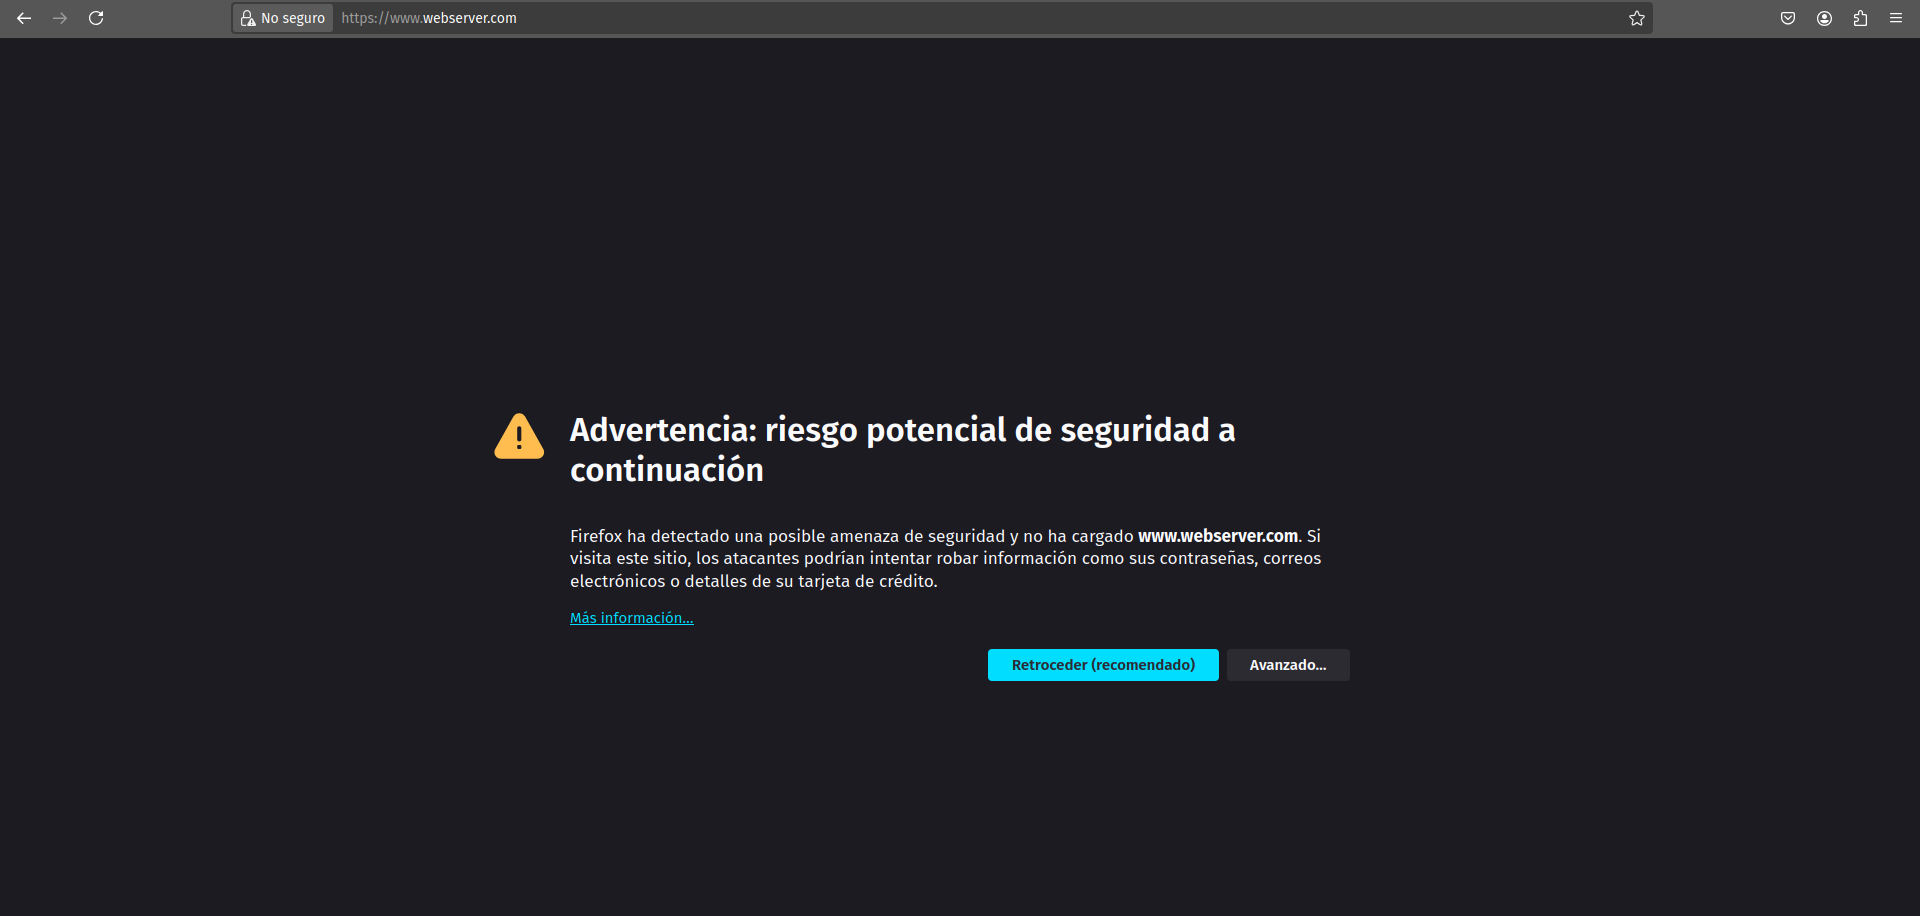 No seguro https://www.webserver.com
Advertencia: riesgo potencial de seguridad a
continuación
Firefox ha detectado una posible amenaza de seguridad y no ha cargado www.webserver.com. Si
visita este sitio, los atacantes podrían intentar robar información como sus contraseñas, correos
electrónicos o detalles de su tarjeta de crédito.
Más información...
Retroceder (recomendado) Avanzado...